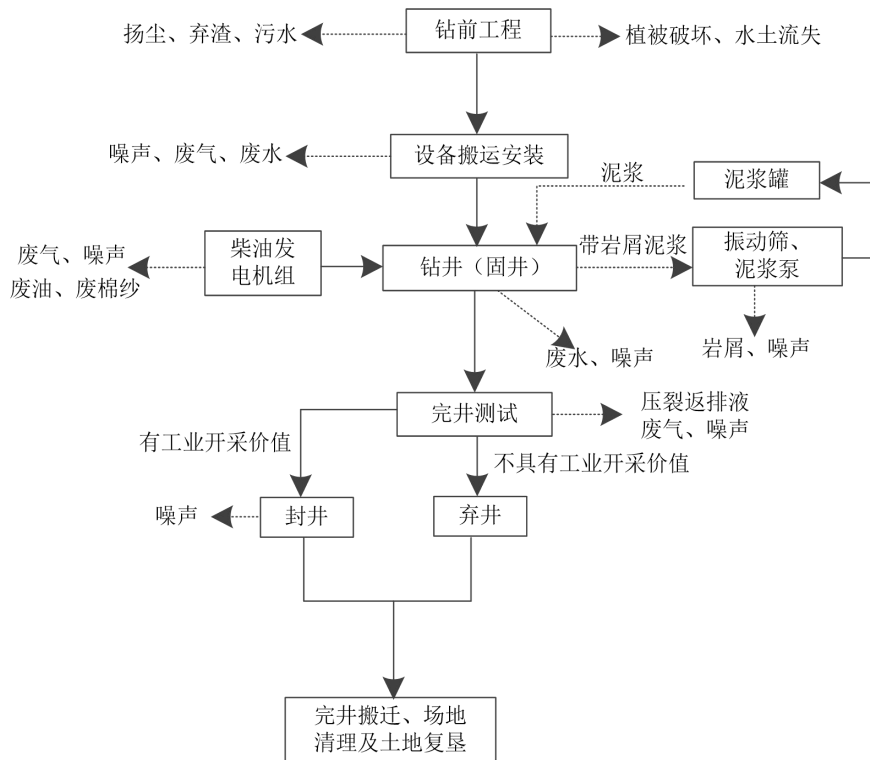 扬尘、弃渣、污水
钻前工程
植被破坏、水土流失
噪声、废气、废水
设备搬运安装
泥浆
泥浆罐
废气、噪声
废油、废棉纱
柴油发
电机组
钻井（固井）
带岩屑泥浆
振动筛、
泥浆泵
废水、噪声
岩屑、噪声
完井测试
压裂返排液
废气、噪声
有工业开采价值
不具有工业开采价值
噪声
封井
弃井
完井搬迁、场地
清理及土地复垦